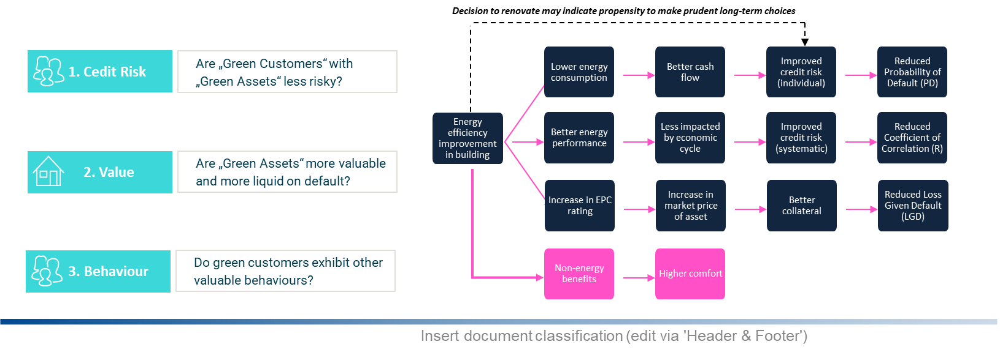 Decision to renovate may indicate propensity to make prudent long-term choices
1. Cedit Risk
Are „Green Customers“ with
„Green Assets“ less risky?
2. Value
Are „Green Assets“ more valuable
and more liquid on default?
3. Behaviour
Do green customers exhibit other
valuable behaviours?
Energy
efficiency
improvement
in building
Lower energy
consumption
Better cash
flow
Improved
credit risk
(individual)
Reduced
Probability of
Default (PD)
Better energy
performance
Less impacted
by economic
cycle
Improved
credit risk
(systematic)
Reduced
Coefficient of
Correlation (R)
Increase in EPC
rating
Increase in
market price
of asset
Better
collateral
Reduced Loss
Given Default
(LGD)
Non-energy
benefits
Higher comfort
Insert document classification (edit via 'Header & Footer')